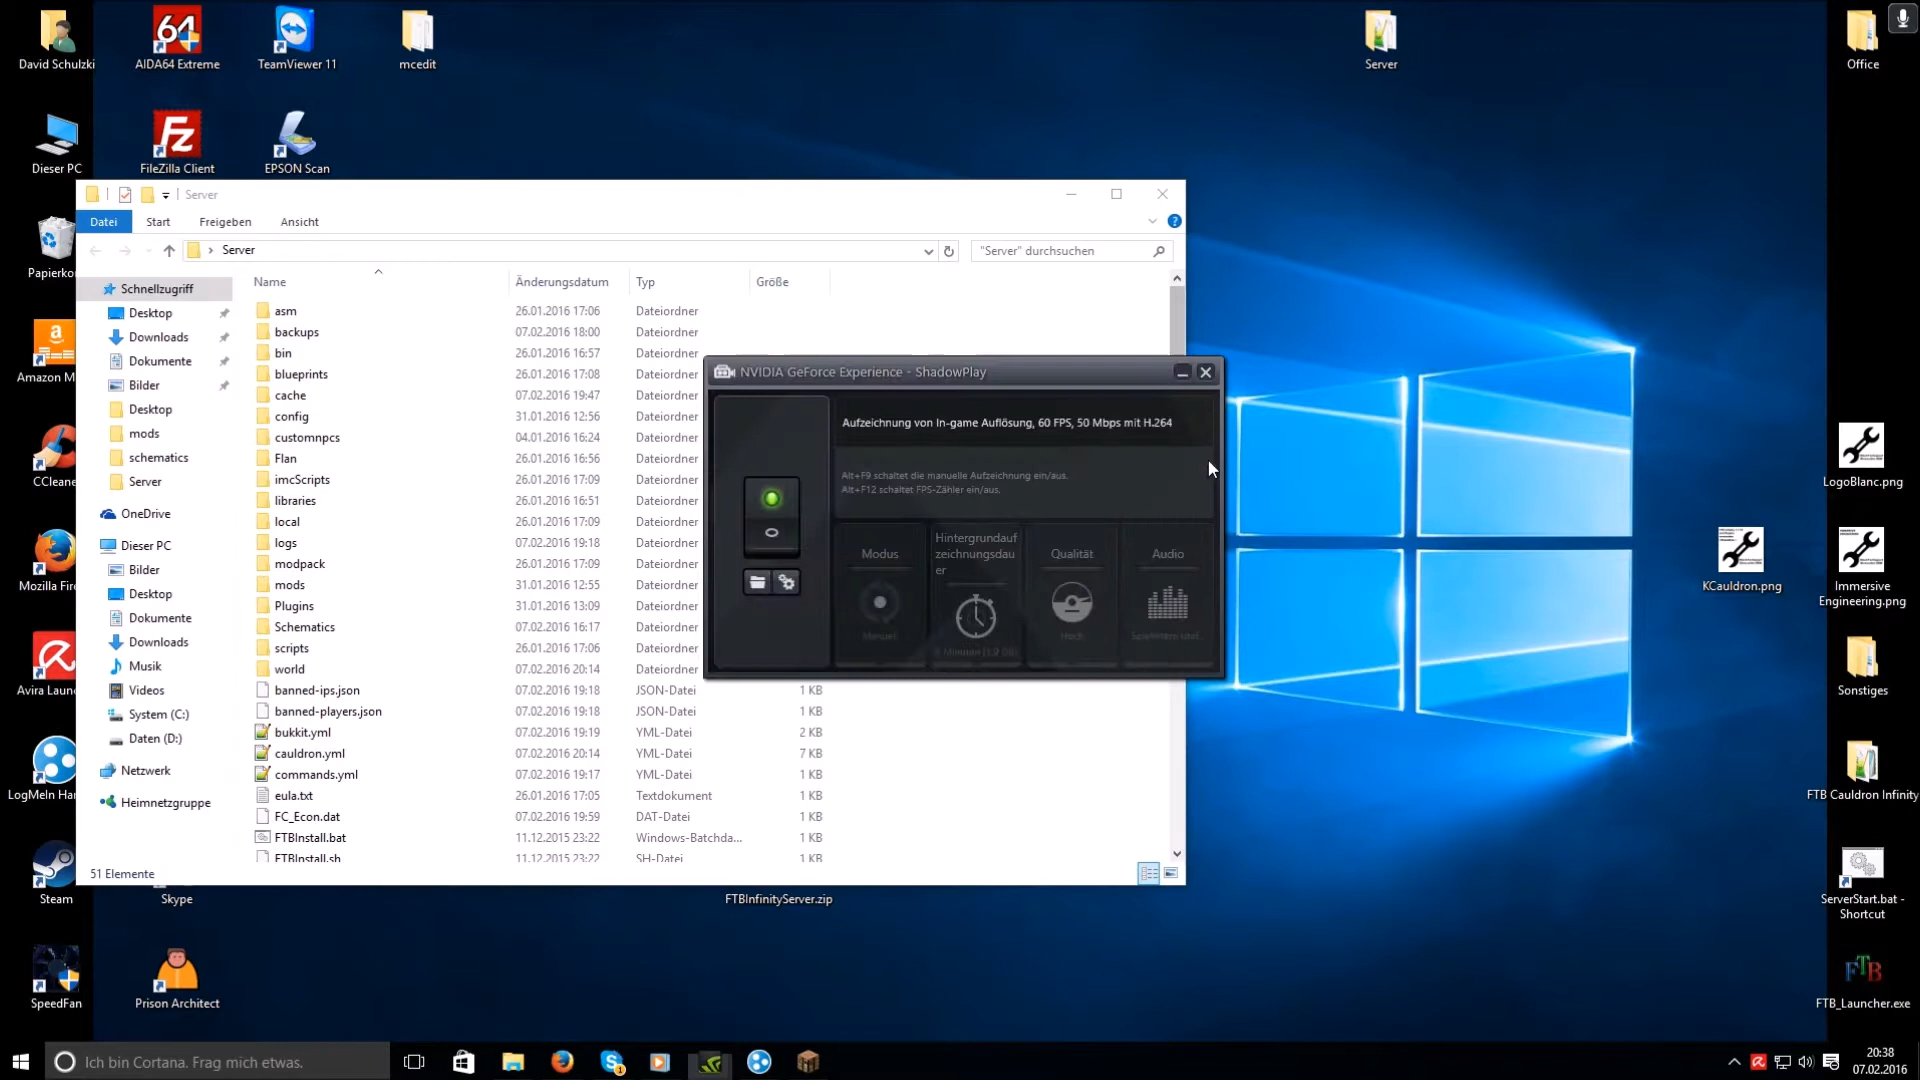 David Schulzki
AIDA64 Extreme
TeamViewer 11
mcedit
Server
Office
Dieser PC
FileZilla Client
EPSON Scan
Server
Datei
Start
Freigeben
Ansicht
Server
"Server" durchsuchen
Name
Änderungsdatum
Typ
Größe
Schnellzugriff
Desktop
Downloads
Dokumente
Bilder
Desktop
mods
schematics
Server
OneDrive
Dieser PC
Bilder
Desktop
Dokumente
Downloads
Musik
Videos
System (C:)
Daten (D:)
Netzwerk
Heimnetzgruppe
asm 26.01.2016 17:06 Dateiordner
backups 07.02.2016 18:00 Dateiordner
bin 26.01.2016 16:57 Dateiordner
blueprints 26.01.2016 17:08 Dateiordner
cache 07.02.2016 19:47 Dateiordner
config 31.01.2016 12:56 Dateiordner
customnpcs 04.01.2016 16:24 Dateiordner
Flan 26.01.2016 16:56 Dateiordner
imcScripts 26.01.2016 17:09 Dateiordner
libraries 26.01.2016 16:51 Dateiordner
local 26.01.2016 17:09 Dateiordner
logs 07.02.2016 19:18 Dateiordner
modpack 26.01.2016 17:09 Dateiordner
mods 31.01.2016 12:55 Dateiordner
Plugins 31.01.2016 13:09 Dateiordner
Schematics 07.02.2016 16:17 Dateiordner
scripts 26.01.2016 17:06 Dateiordner
world 07.02.2016 20:14 Dateiordner
banned-ips.json 07.02.2016 19:18 JSON-Datei 1 KB
banned-players.json 07.02.2016 19:18 JSON-Datei 1 KB
bukkit.yml 07.02.2016 19:19 YML-Datei 2 KB
cauldron.yml 07.02.2016 20:14 YML-Datei 7 KB
commands.yml 07.02.2016 19:17 YML-Datei 1 KB
eula.txt 26.01.2016 17:05 Textdokument 1 KB
FC_Econ.dat 07.02.2016 19:59 DAT-Datei 1 KB
FTBInstall.bat 11.12.2015 23:22 Windows-Batchda... 1 KB
FTBInstall.sh 11.12.2015 23:22 SH-Datei 1 KB
51 Elemente
NVIDIA GeForce Experience - ShadowPlay
Aufzeichnung von In-game Auflösung, 60 FPS, 50 Mbps mit H.264
Alt+F9 schaltet die manuelle Aufzeichnung ein/aus.
Alt+F12 schaltet FPS-Zähler ein/aus.
Modus
Manuell
Hintergrundauf
zeichnungsdau
er
Qualität
Hoch
Audio
Papierko
Amazon M
CCleane
Mozilla Fire
Avira Laun
LogMeIn Ha
Steam
Skype
FTBInfinityServer.zip
SpeedFan
Prison Architect
LogoBlanc.png
KCauldron.png
Immersive
Engineering.png
Sonstiges
FTB Cauldron Infinity
ServerStart.bat -
Shortcut
FTB
FTB_Launcher.exe
Ich bin Cortana. Frag mich etwas.
20:38
07.02.2016